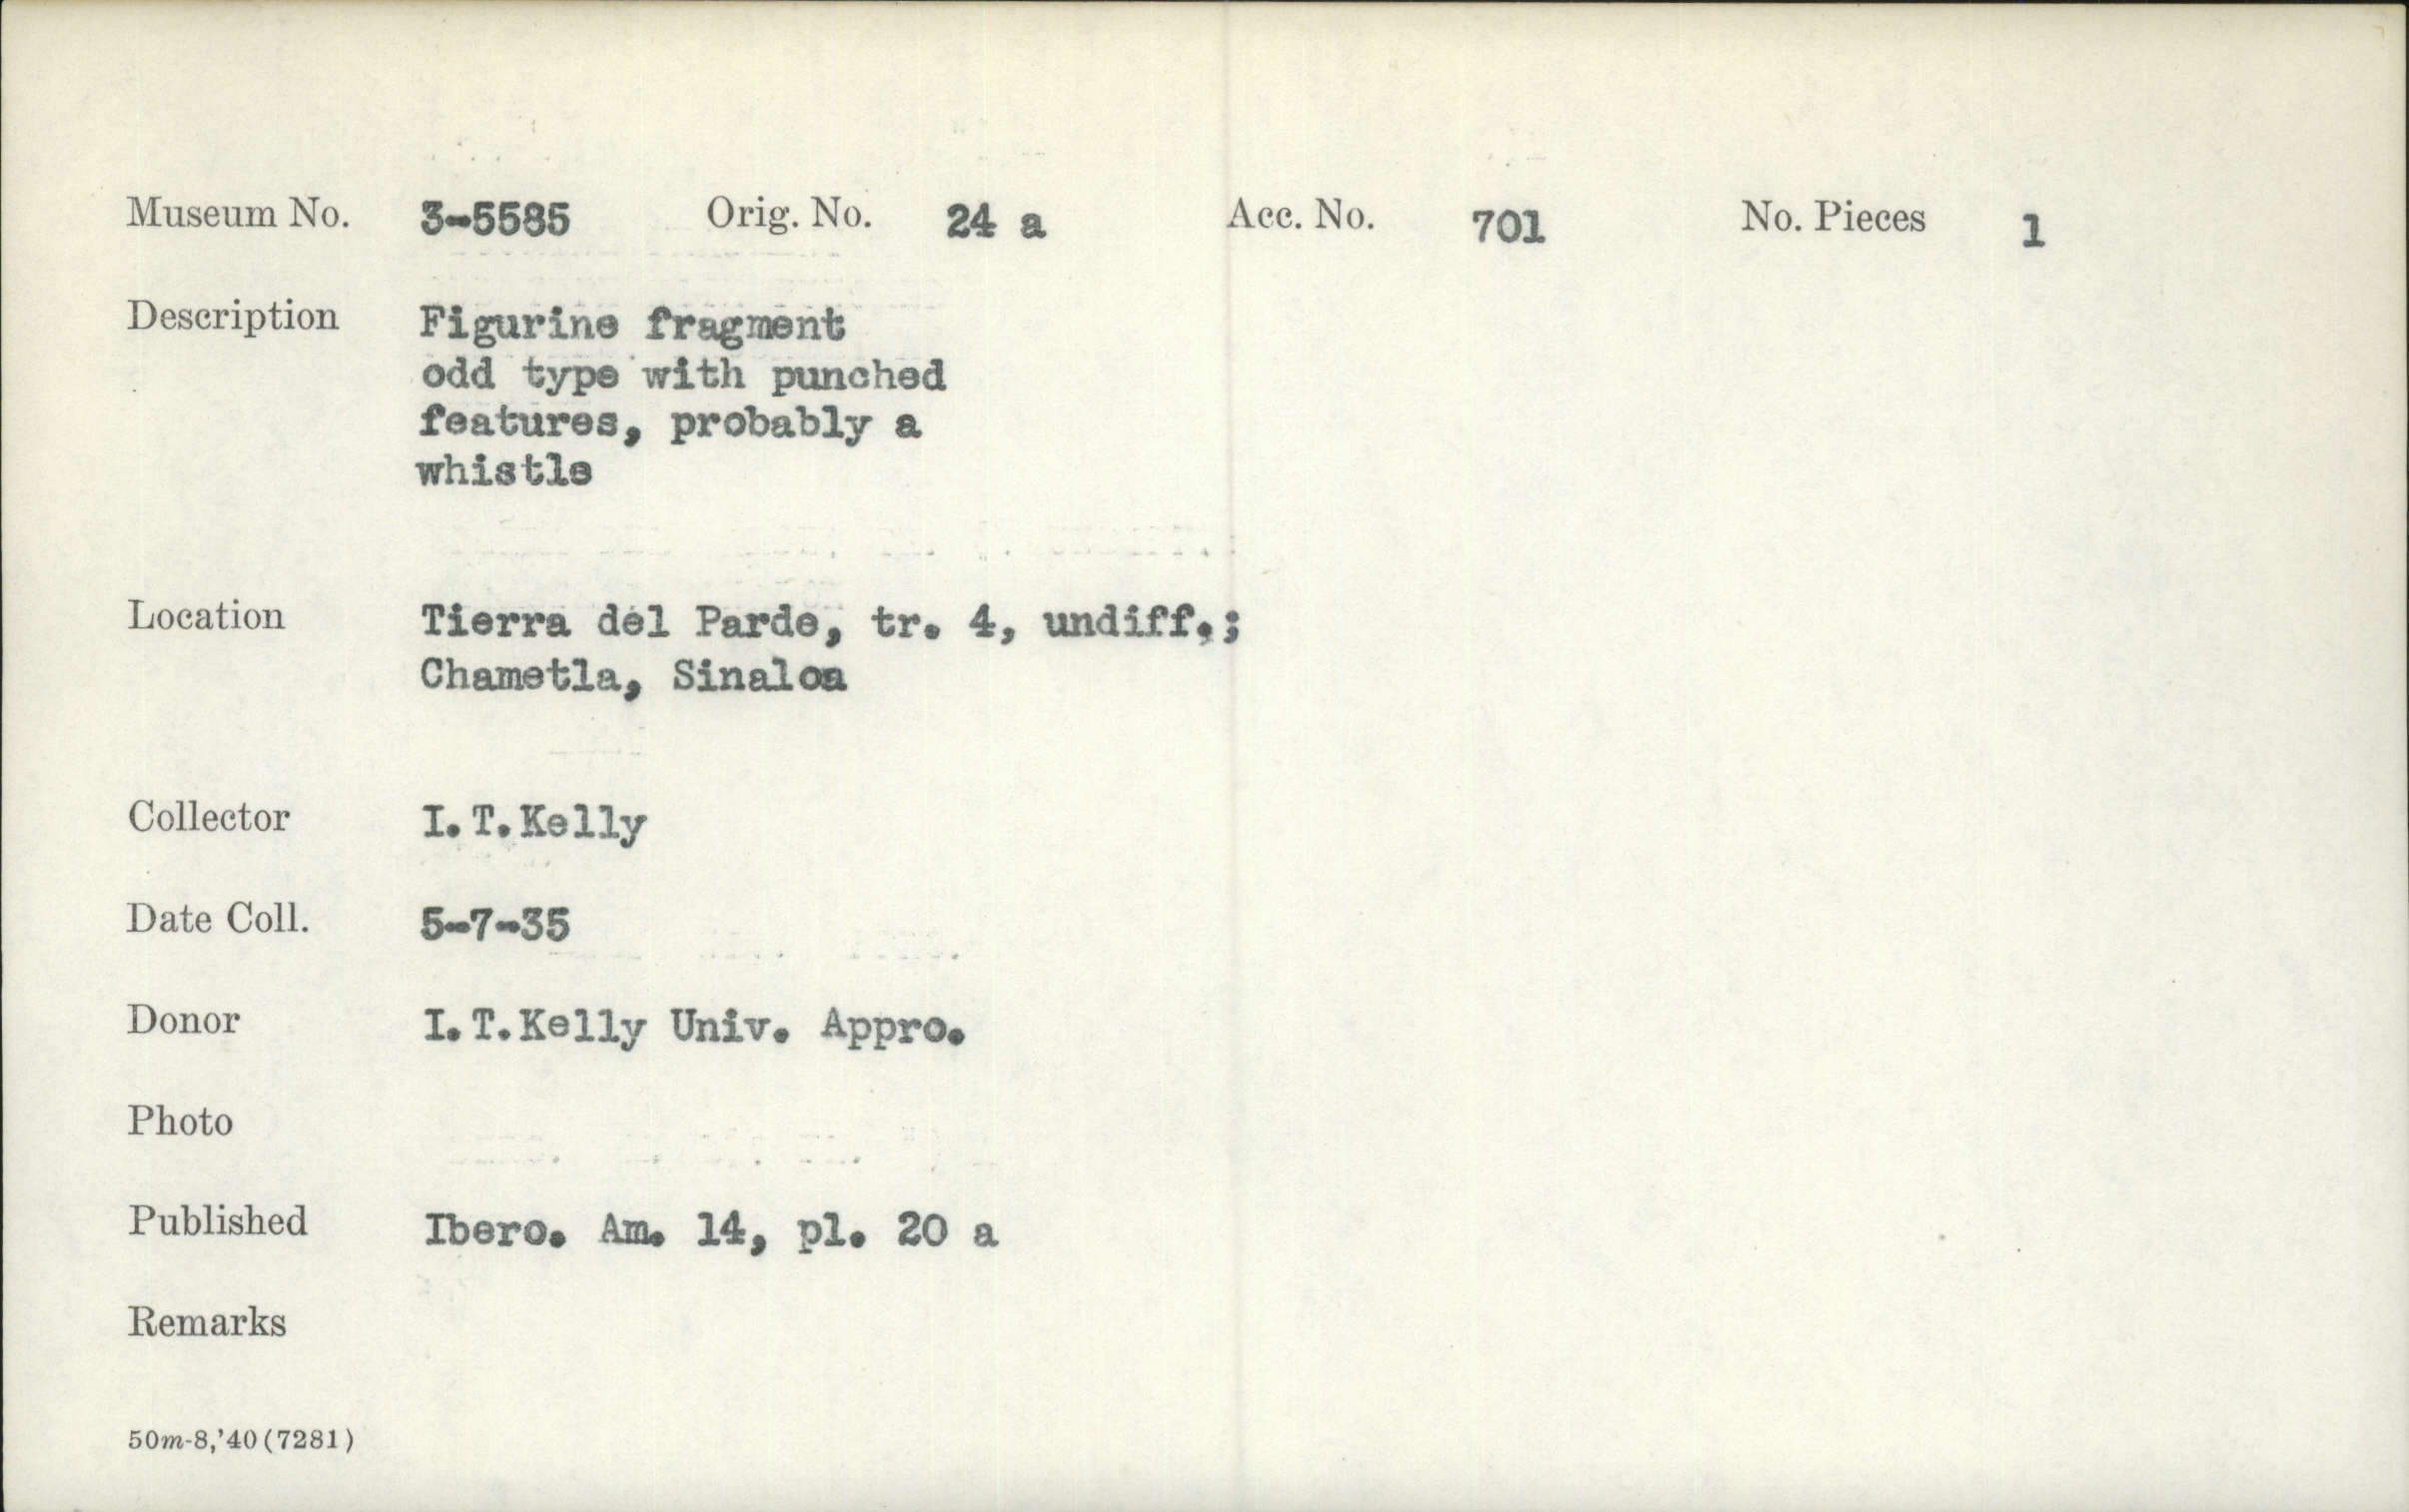 Museum No. 3-5585 Orig. No. 24 a Acc. No. 701 No. Pieces 1
Description Figurine fragment
odd type with punched
features, probably a
whistle
Location Tierra del Parde, tr. 4, undiff.;
Chametla, Sinaloa
Collector I.T.Kelly
Date Coll. 5-7-35
Donor I.T.Kelly Univ. Appro.
Photo
Published Ibero. Am. 14, pl. 20 a
Remarks
50m-8,'40(7281)